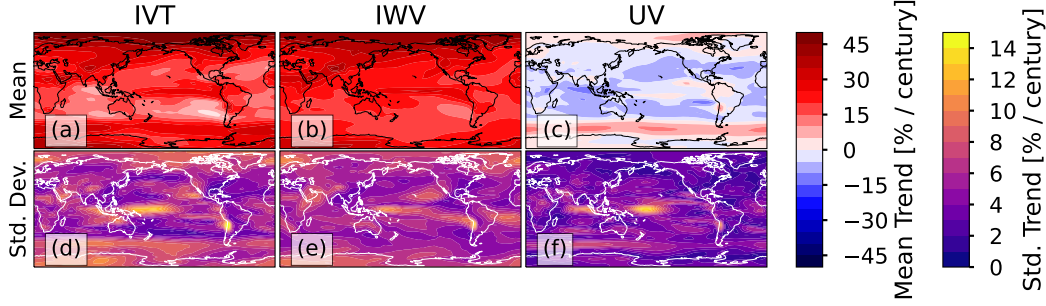 IVT
IWV
UV
Mean
(a)
(b)
(c)
Std. Dev.
(d)
(e)
(f)
45
30
15
0
−15
−30
−45
Mean Trend [% / century]
14
12
10
8
6
4
2
0
Std. Trend [% / century]